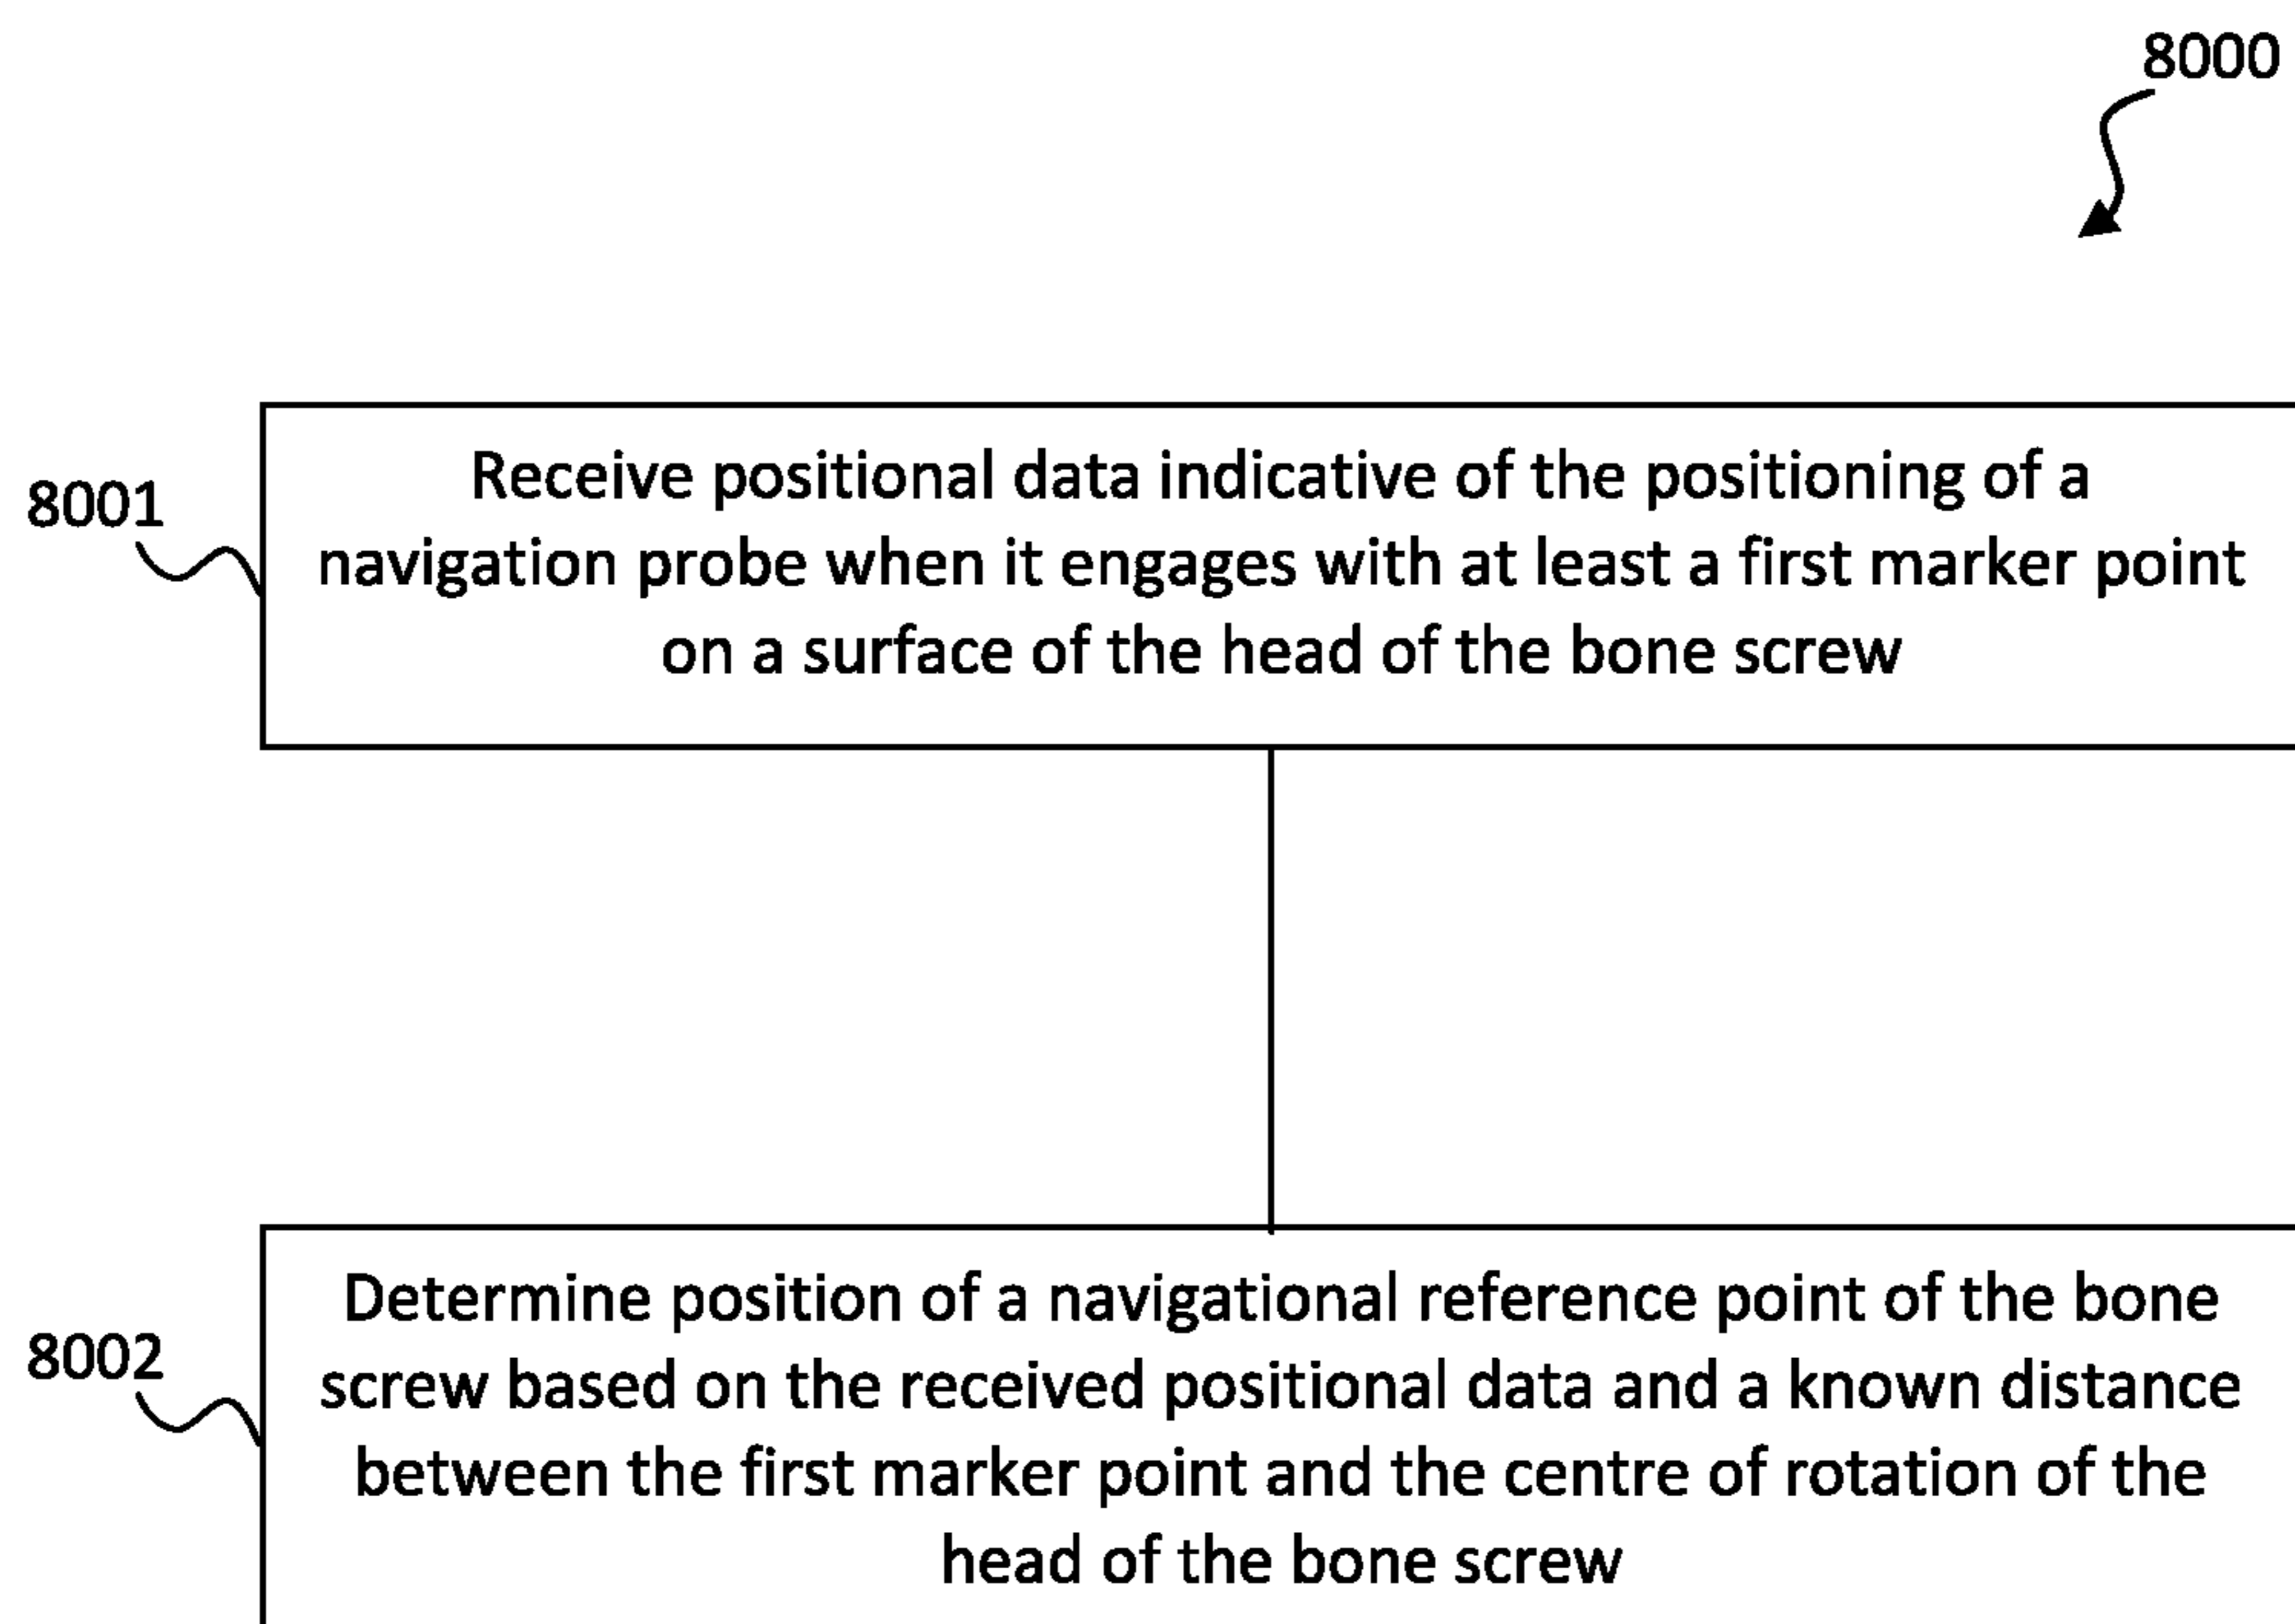 8000
8001
Receive positional data indicative of the positioning of a
navigation probe when it engages with at least a first marker point
on a surface of the head of the bone screw
8002
Determine position of a navigational reference point of the bone
screw based on the received positional data and a known distance
between the first marker point and the centre of rotation of the
head of the bone screw